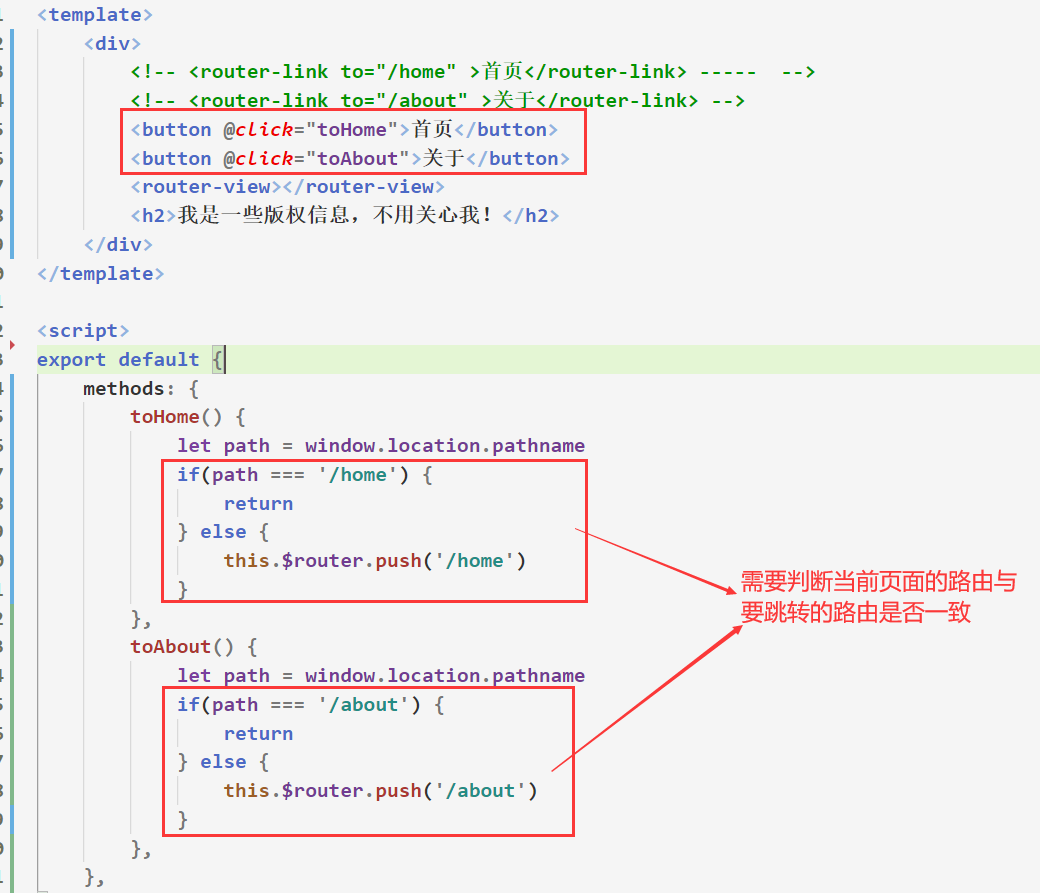 <template>
<div>
<!-- <router-link to="/home" >首页</router-link> -----  -->
<!-- <router-link to="/about" >关于</router-link> -->
<button @click="toHome">首页</button>
<button @click="toAbout">关于</button>
<router-view></router-view>
<h2>我是一些版权信息，不用关心我！</h2>
</div>
</template>
<script>
export default {
methods: {
toHome() {
let path = window.location.pathname
if(path === '/home') {
return
} else {
this.$router.push('/home')
}
},
toAbout() {
let path = window.location.pathname
if(path === '/about') {
return
} else {
this.$router.push('/about')
}
},
},
需要判断当前页面的路由与
要跳转的路由是否一致